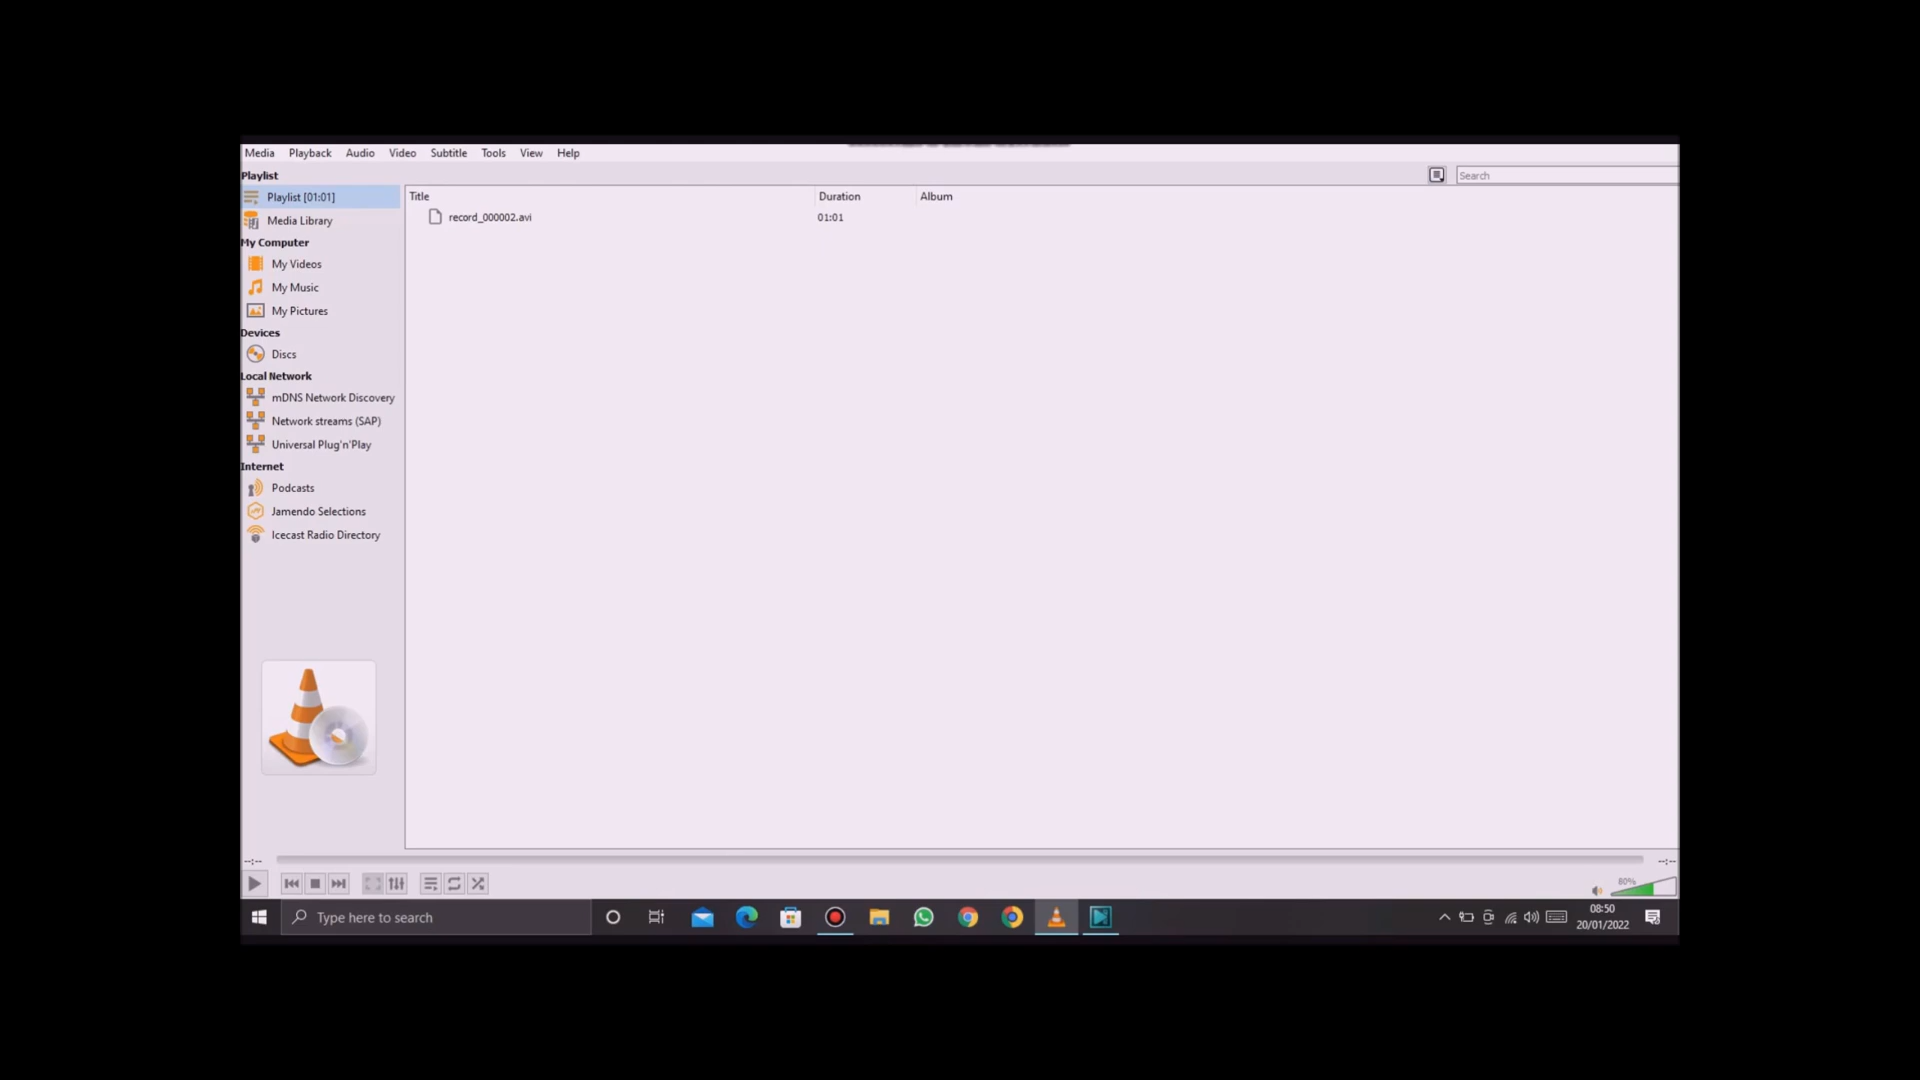 Media Playback Audio Video Subtitle Tools View Help
Playlist
Search
Playlist [01:01]
Title Duration Album
record_000002.avi 01:01
Media Library
My Computer
My Videos
My Music
My Pictures
Devices
Discs
Local Network
mDNS Network Discovery
Network streams (SAP)
Universal Plug'n'Play
Internet
Podcasts
Jamendo Selections
Icecast Radio Directory
--:-- --:--
80%
Type here to search
08:50
20/01/2022